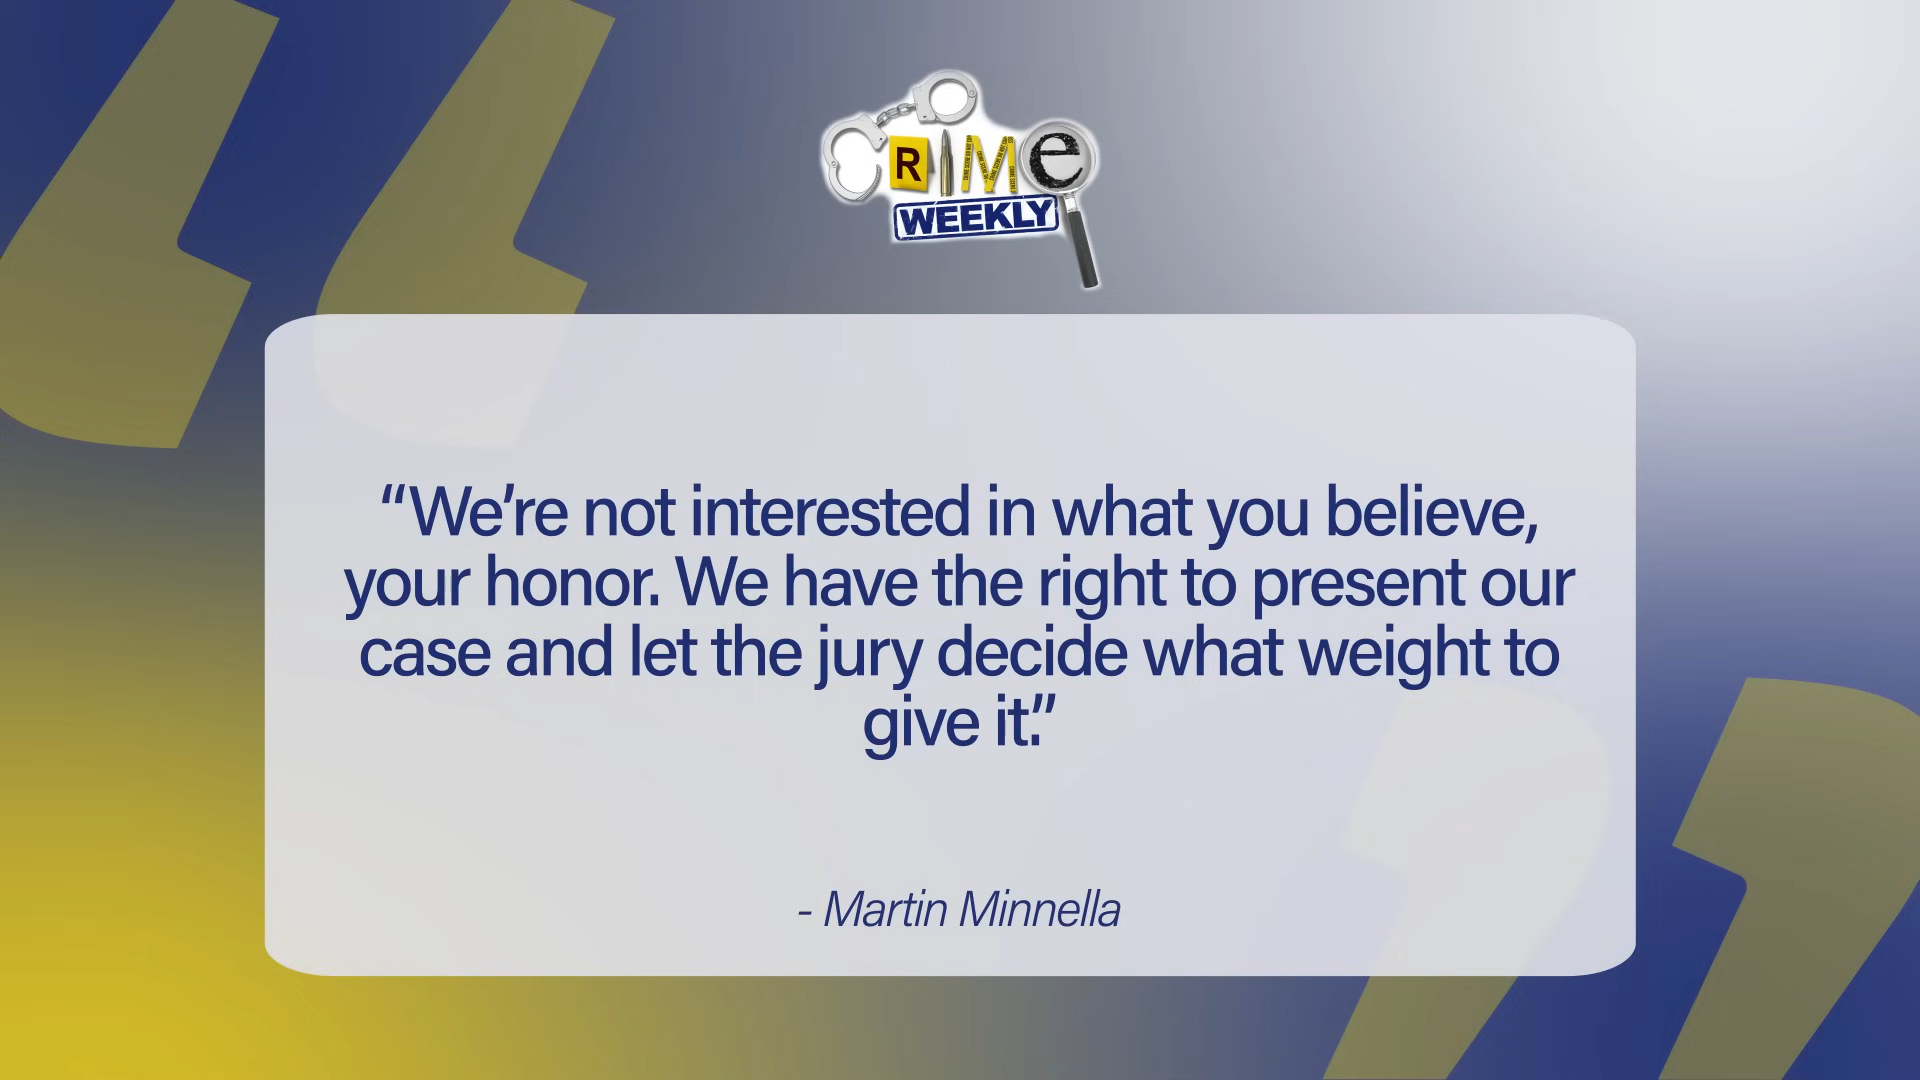 CRIMe
WEEKLY
“We’re not interested in what you believe,
your honor. We have the right to present our
case and let the jury decide what weight to
give it.”
- Martin Minnella